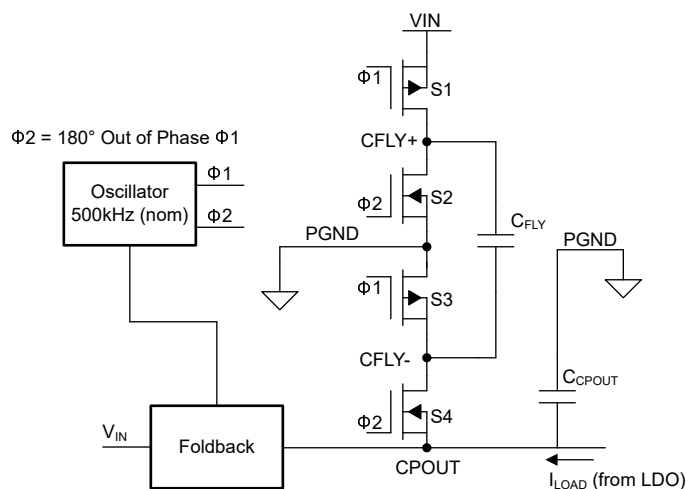 VIN
Φ1
S1
Φ2 = 180° Out of Phase Φ1
CFLY+
Oscillator
500kHz (nom)
Φ1
Φ2
Φ2
S2
CFLY
PGND
PGND
Φ1
S3
CFLY-
CCPOUT
Φ2
S4
VIN
Foldback
CPOUT
ILOAD (from LDO)